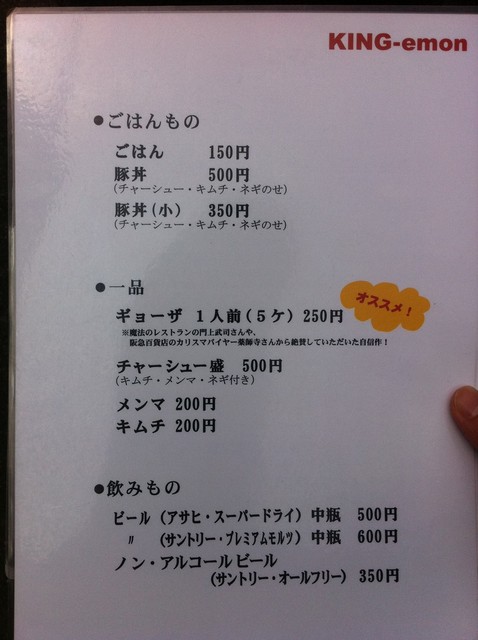 KING-emon
●ごはんもの
ごはん 150円
豚丼 500円
(チャーシュー・キムチ・ネギのせ)
豚丼(小) 350円
(チャーシュー・キムチ・ネギのせ)
●一品
ギョーザ 1人前(5ケ) 250円
オススメ!
※魔法のレストランの門上武司さんや、
阪急百貨店のカリスマバイヤー薬師寺さんから絶賛していただいた自信作!
チャーシュー盛 500円
(キムチ・メンマ・ネギ付き)
メンマ 200円
キムチ 200円
●飲みもの
ビール (アサヒ・スーパードライ) 中瓶 500円
〃 (サントリー・プレミアムモルツ) 中瓶 600円
ノン・アルコールビール
(サントリー・オールフリー) 350円